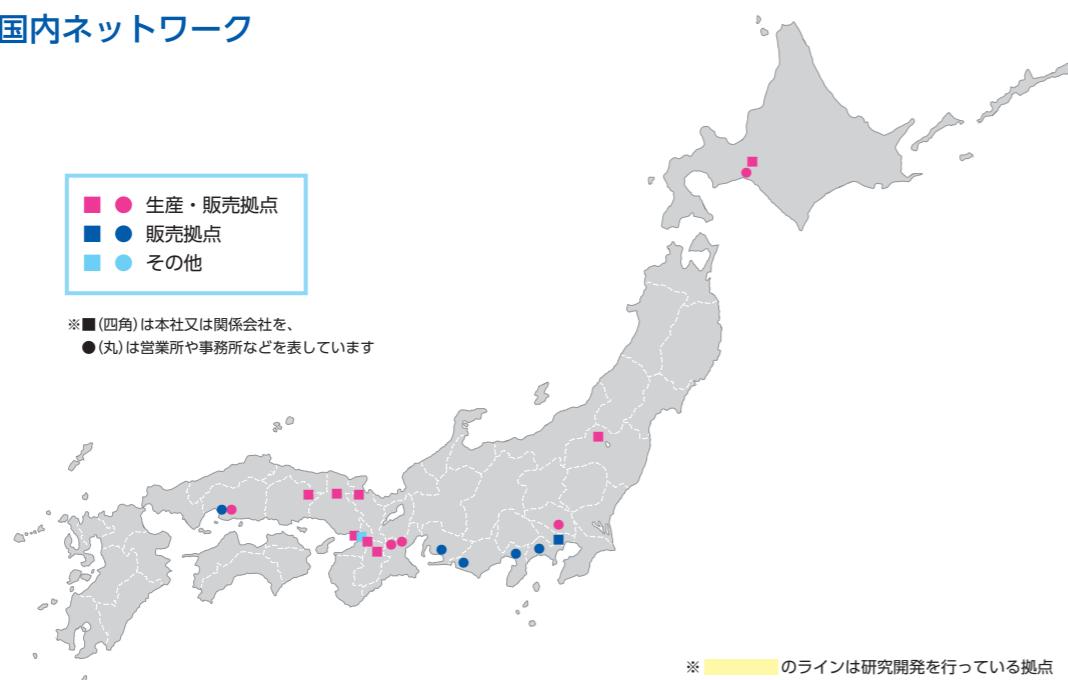 国内ネットワーク
生産・販売拠点
販売拠点
その他
※■(四角)は本社又は関係会社を、
●(丸)は営業所や事務所などを表しています
※ のラインは研究開発を行っている拠点